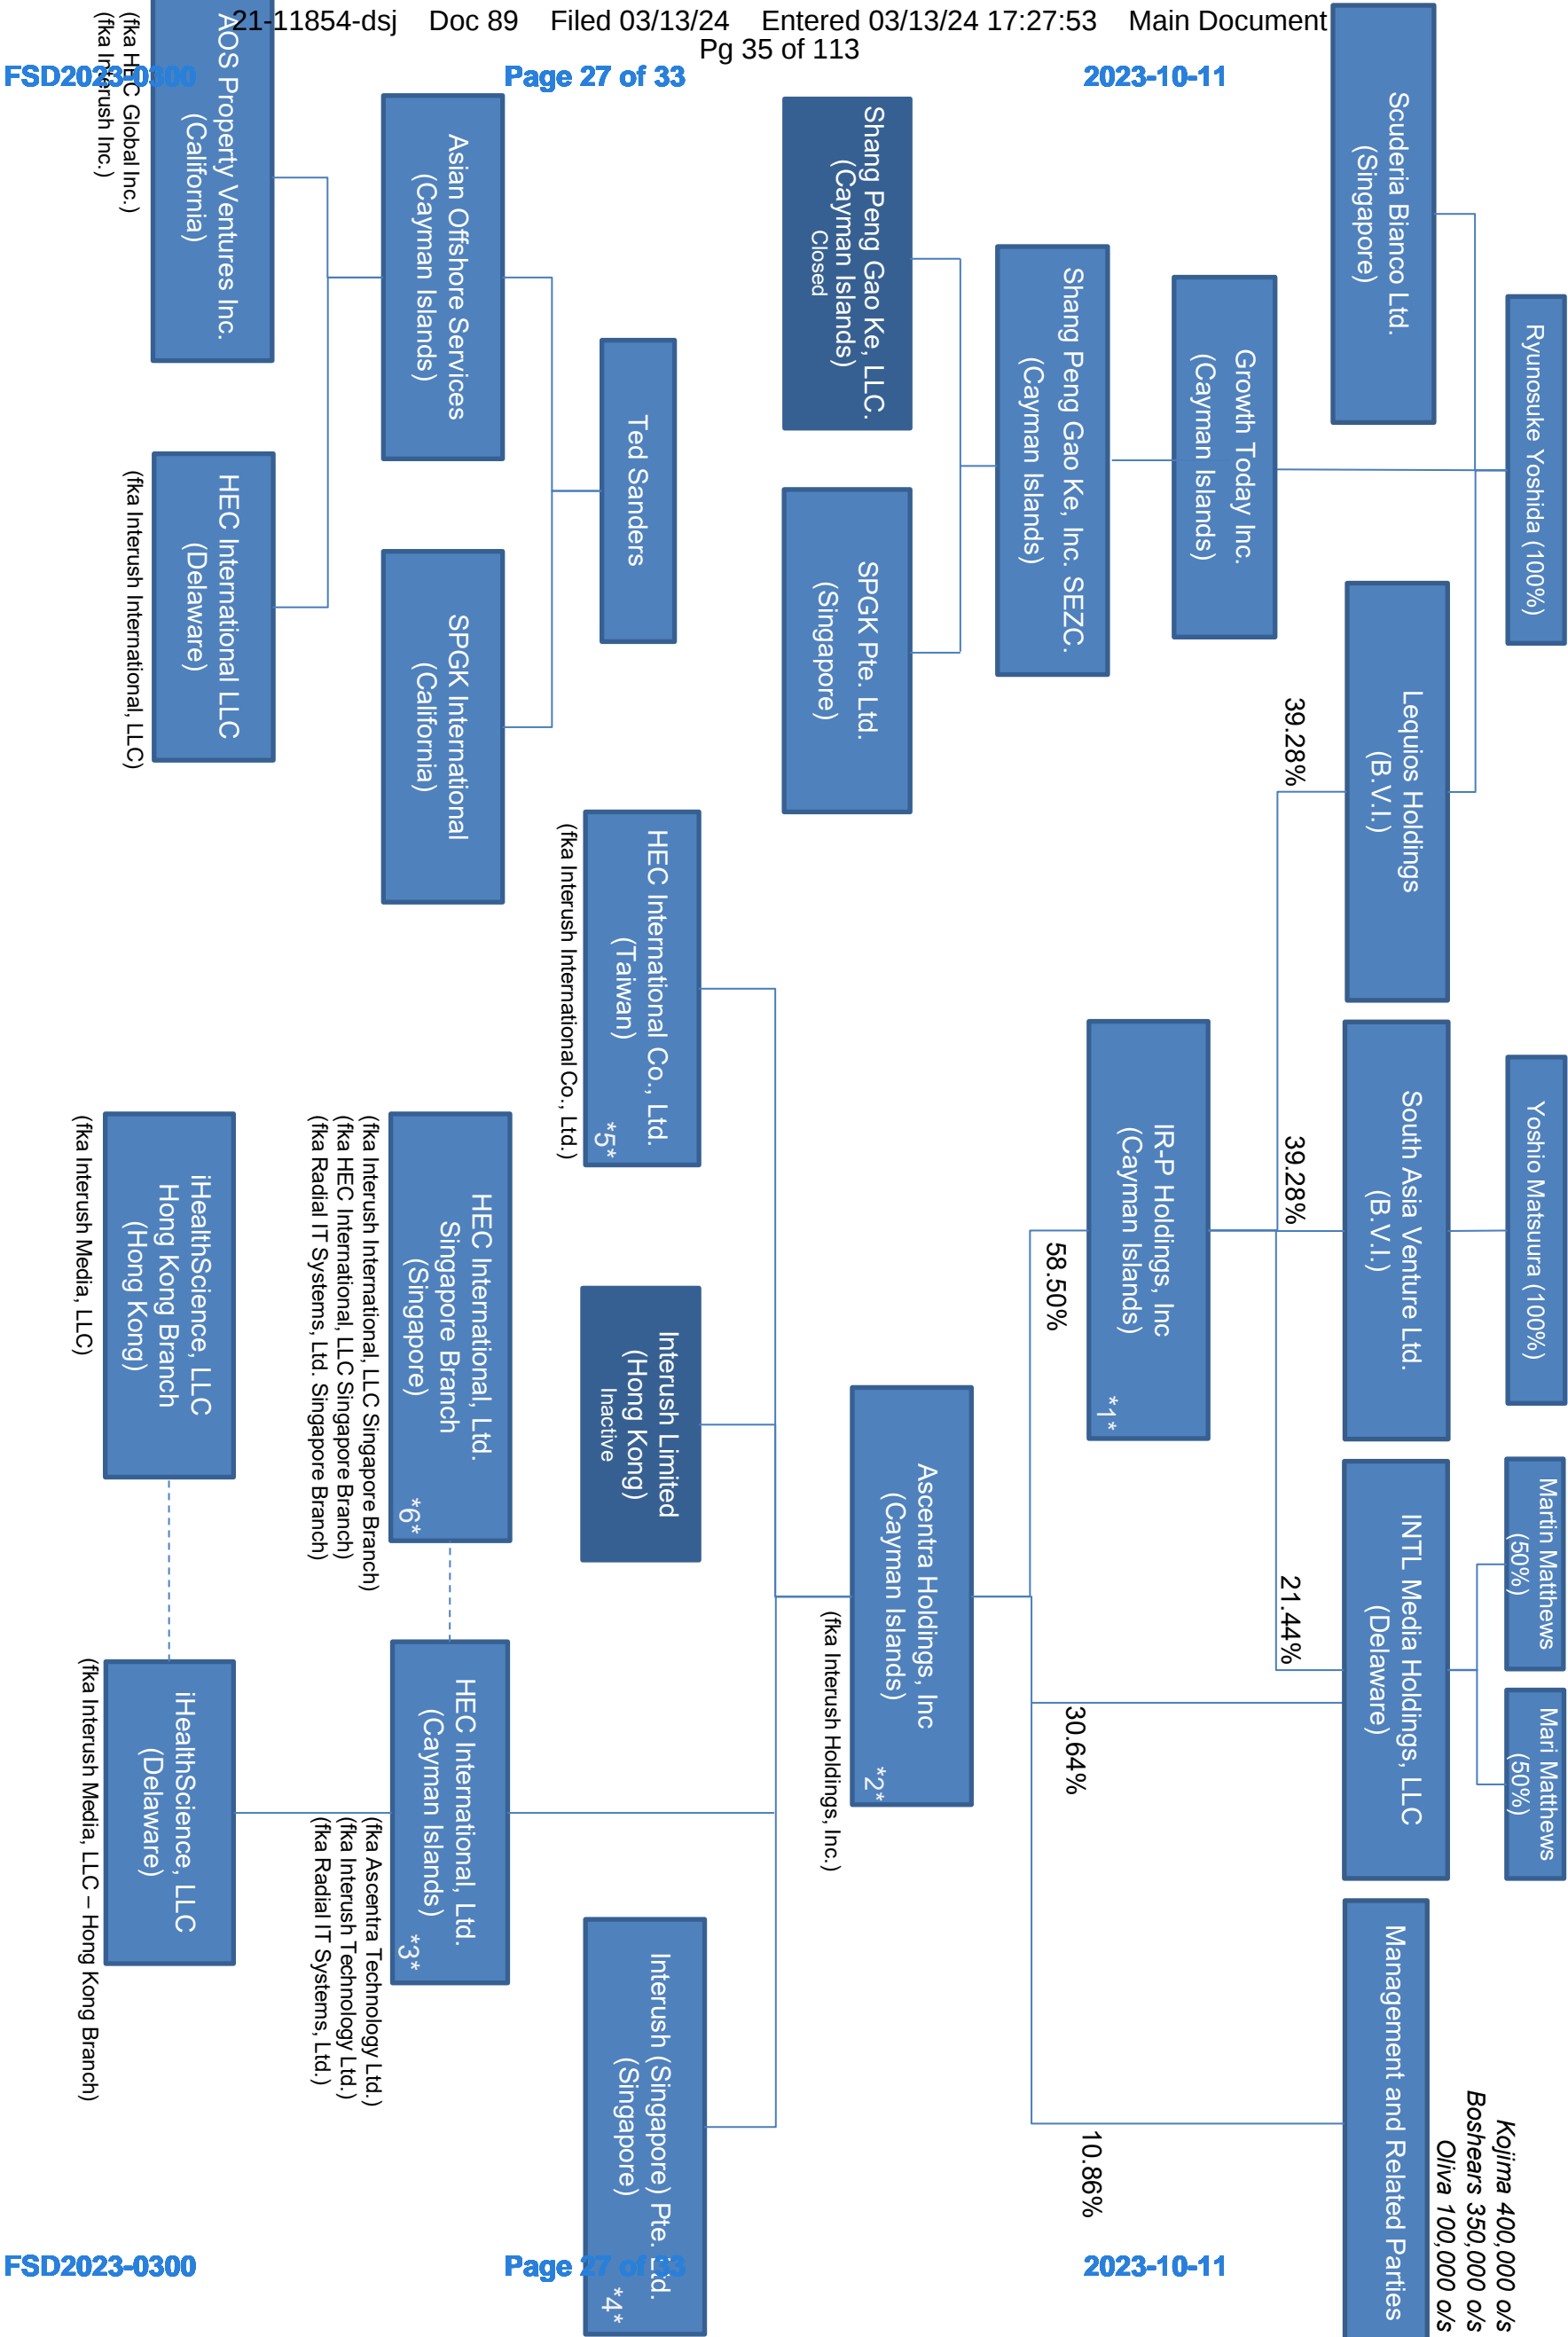 21-11854-dsj Doc 89 Filed 03/13/24 Entered 03/13/24 17:27:53 Main Document
Pg 35 of 113
FSD2023-0300 Page 27 of 33 2023-10-11
Ryunosuke Yoshida (100%)
Yoshio Matsuura (100%)
Martin Matthews
(50%)
Mari Matthews
(50%)
Kojima 400,000 o/s
Boshears 350,000 o/s
Oliva 100,000 o/s
Scuderia Bianco Ltd.
(Singapore)
Lequios Holdings
(B.V.I.)
South Asia Venture Ltd.
(B.V.I.)
INTL Media Holdings, LLC
(Delaware)
Management and Related Parties
39.28%
39.28%
21.44%
Growth Today Inc.
(Cayman Islands)
IR-P Holdings, Inc
(Cayman Islands)
*1*
58.50%
30.64%
10.86%
Shang Peng Gao Ke, Inc. SEZC.
(Cayman Islands)
Ascentra Holdings, Inc
(Cayman Islands)
*2*
(fka Interush Holdings, Inc.)
Shang Peng Gao Ke, LLC.
(Cayman Islands)
Closed
SPGK Pte. Ltd.
(Singapore)
Ted Sanders
HEC International Co., Ltd.
(Taiwan)
*5*
(fka Interush International Co., Ltd.)
Interush Limited
(Hong Kong)
Inactive
Interush (Singapore) Pte. Ltd.
(Singapore)
*4*
Asian Offshore Services
(Cayman Islands)
SPGK International
(California)
HEC International, Ltd.
Singapore Branch
(Singapore)
*6*
(fka Interush International, LLC Singapore Branch)
(fka HEC International, LLC Singapore Branch)
(fka Radial IT Systems, Ltd. Singapore Branch)
HEC International, Ltd.
(Cayman Islands)
*3*
(fka Ascentra Technology Ltd.)
(fka Interush Technology Ltd.)
(fka Radial IT Systems, Ltd.)
AOS Property Ventures Inc.
(California)
(fka HEC Global Inc.)
(fka Interush Inc.)
HEC International LLC
(Delaware)
(fka Interush International, LLC)
iHealthScience, LLC
Hong Kong Branch
(Hong Kong)
(fka Interush Media, LLC)
iHealthScience, LLC
(Delaware)
(fka Interush Media, LLC – Hong Kong Branch)
FSD2023-0300 Page 27 of 33 2023-10-11